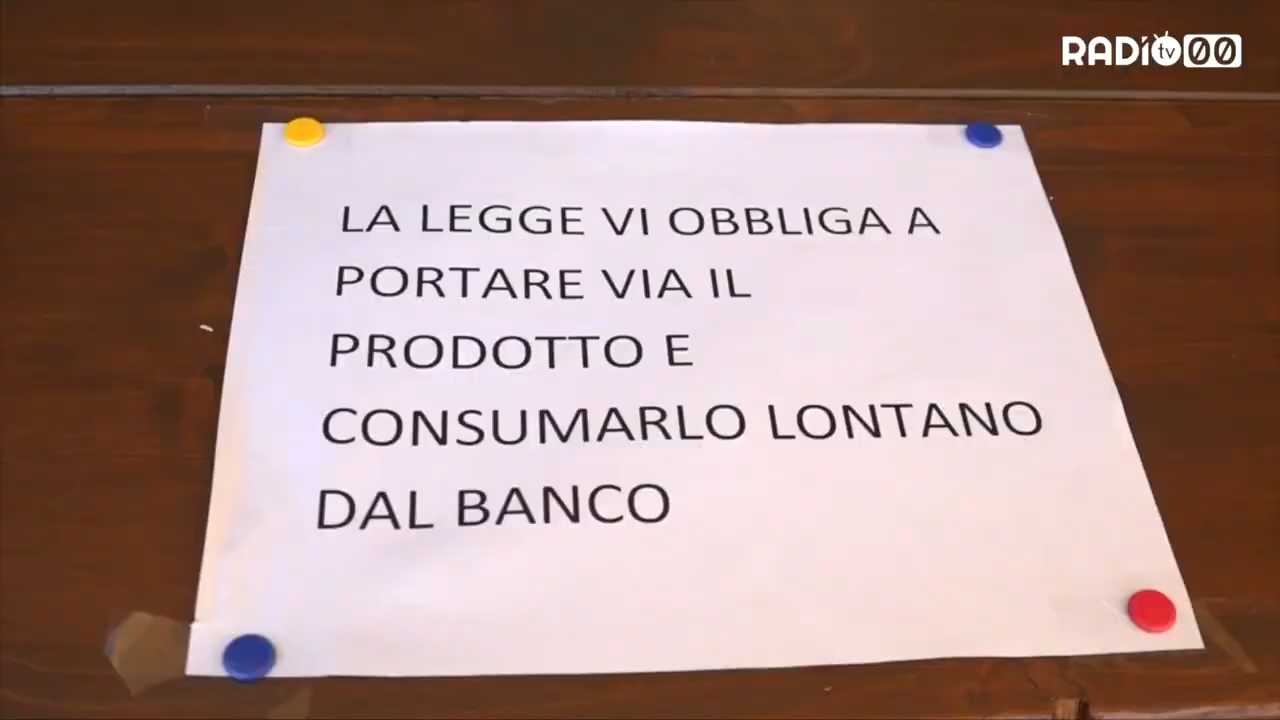 RADIO tv 00
LA LEGGE VI OBBLIGA A
PORTARE VIA IL
PRODOTTO E
CONSUMARLO LONTANO
DAL BANCO